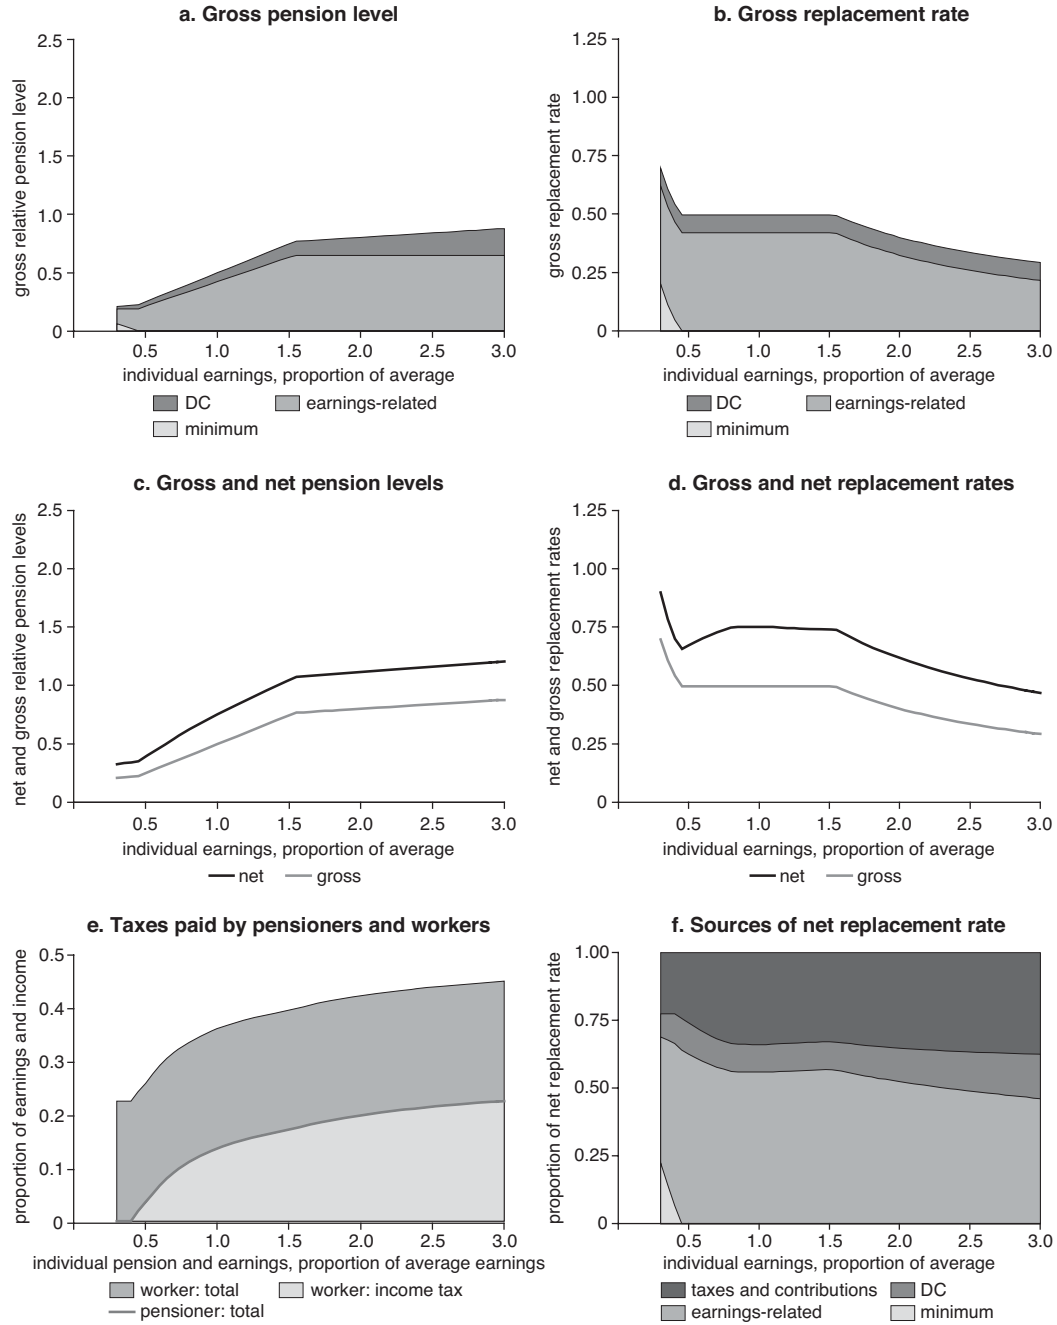 a. Gross pension level
gross relative pension level
2.5
2.0
1.5
1.0
0.5
0
0.5 1.0 1.5 2.0 2.5 3.0
individual earnings, proportion of average
DC earnings-related
minimum
b. Gross replacement rate
gross replacement rate
1.25
1.00
0.75
0.50
0.25
0
0.5 1.0 1.5 2.0 2.5 3.0
individual earnings, proportion of average
DC earnings-related
minimum
c. Gross and net pension levels
net and gross relative pension levels
2.5
2.0
1.5
1.0
0.5
0
0.5 1.0 1.5 2.0 2.5 3.0
individual earnings, proportion of average
net gross
d. Gross and net replacement rates
net and gross replacement rates
1.25
1.00
0.75
0.50
0.25
0
0.5 1.0 1.5 2.0 2.5 3.0
individual earnings, proportion of average
net gross
e. Taxes paid by pensioners and workers
proportion of earnings and income
0.5
0.4
0.3
0.2
0.1
0
0.5 1.0 1.5 2.0 2.5 3.0
individual pension and earnings, proportion of average earnings
worker: total worker: income tax
pensioner: total
f. Sources of net replacement rate
proportion of net replacement rate
1.00
0.75
0.50
0.25
0
0.5 1.0 1.5 2.0 2.5 3.0
individual earnings, proportion of average
taxes and contributions DC
earnings-related minimum